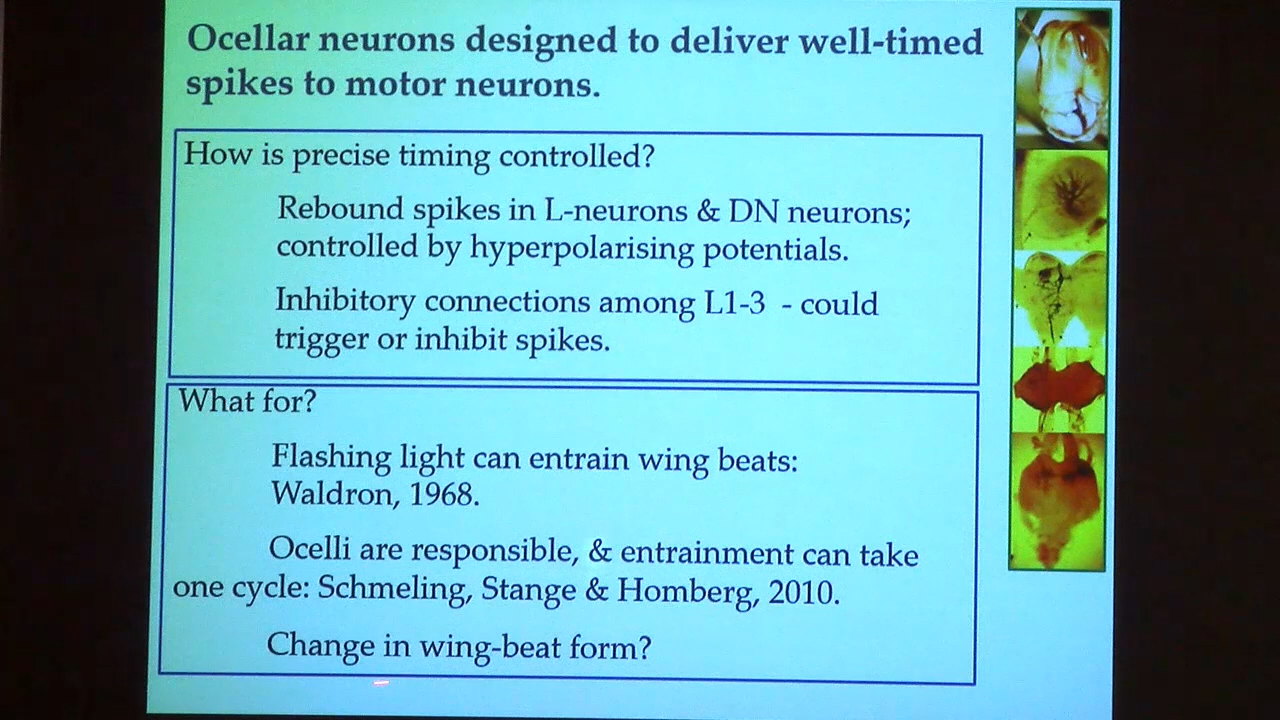 Ocellar neurons designed to deliver well-timed
spikes to motor neurons.
How is precise timing controlled?
Rebound spikes in L-neurons & DN neurons;
controlled by hyperpolarising potentials.
Inhibitory connections among L1-3 - could
trigger or inhibit spikes.
What for?
Flashing light can entrain wing beats:
Waldron, 1968.
Ocelli are responsible, & entrainment can take
one cycle: Schmeling, Stange & Homberg, 2010.
Change in wing-beat form?